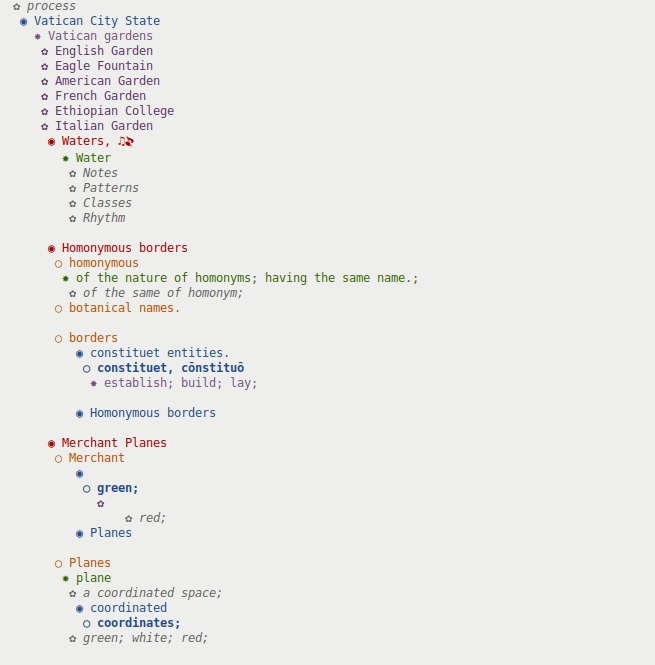 ✿ process
◉ Vatican City State
✸ Vatican gardens
✿ English Garden
✿ Eagle Fountain
✿ American Garden
✿ French Garden
✿ Ethiopian College
✿ Italian Garden
◉ Waters, 
✸ Water
✿ Notes
✿ Patterns
✿ Classes
✿ Rhythm
◉ Homonymous borders
○ homonymous
✸ of the nature of homonyms; having the same name.;
✿ of the same of homonym;
○ botanical names.
○ borders
◉ constituet entities.
○ constituet, cōnstituō
✸ establish; build; lay;
◉ Homonymous borders
◉ Merchant Planes
○ Merchant
◉
○ green;
✿
✿ red;
◉ Planes
○ Planes
✸ plane
✿ a coordinated space;
◉ coordinated
○ coordinates;
✿ green; white; red;